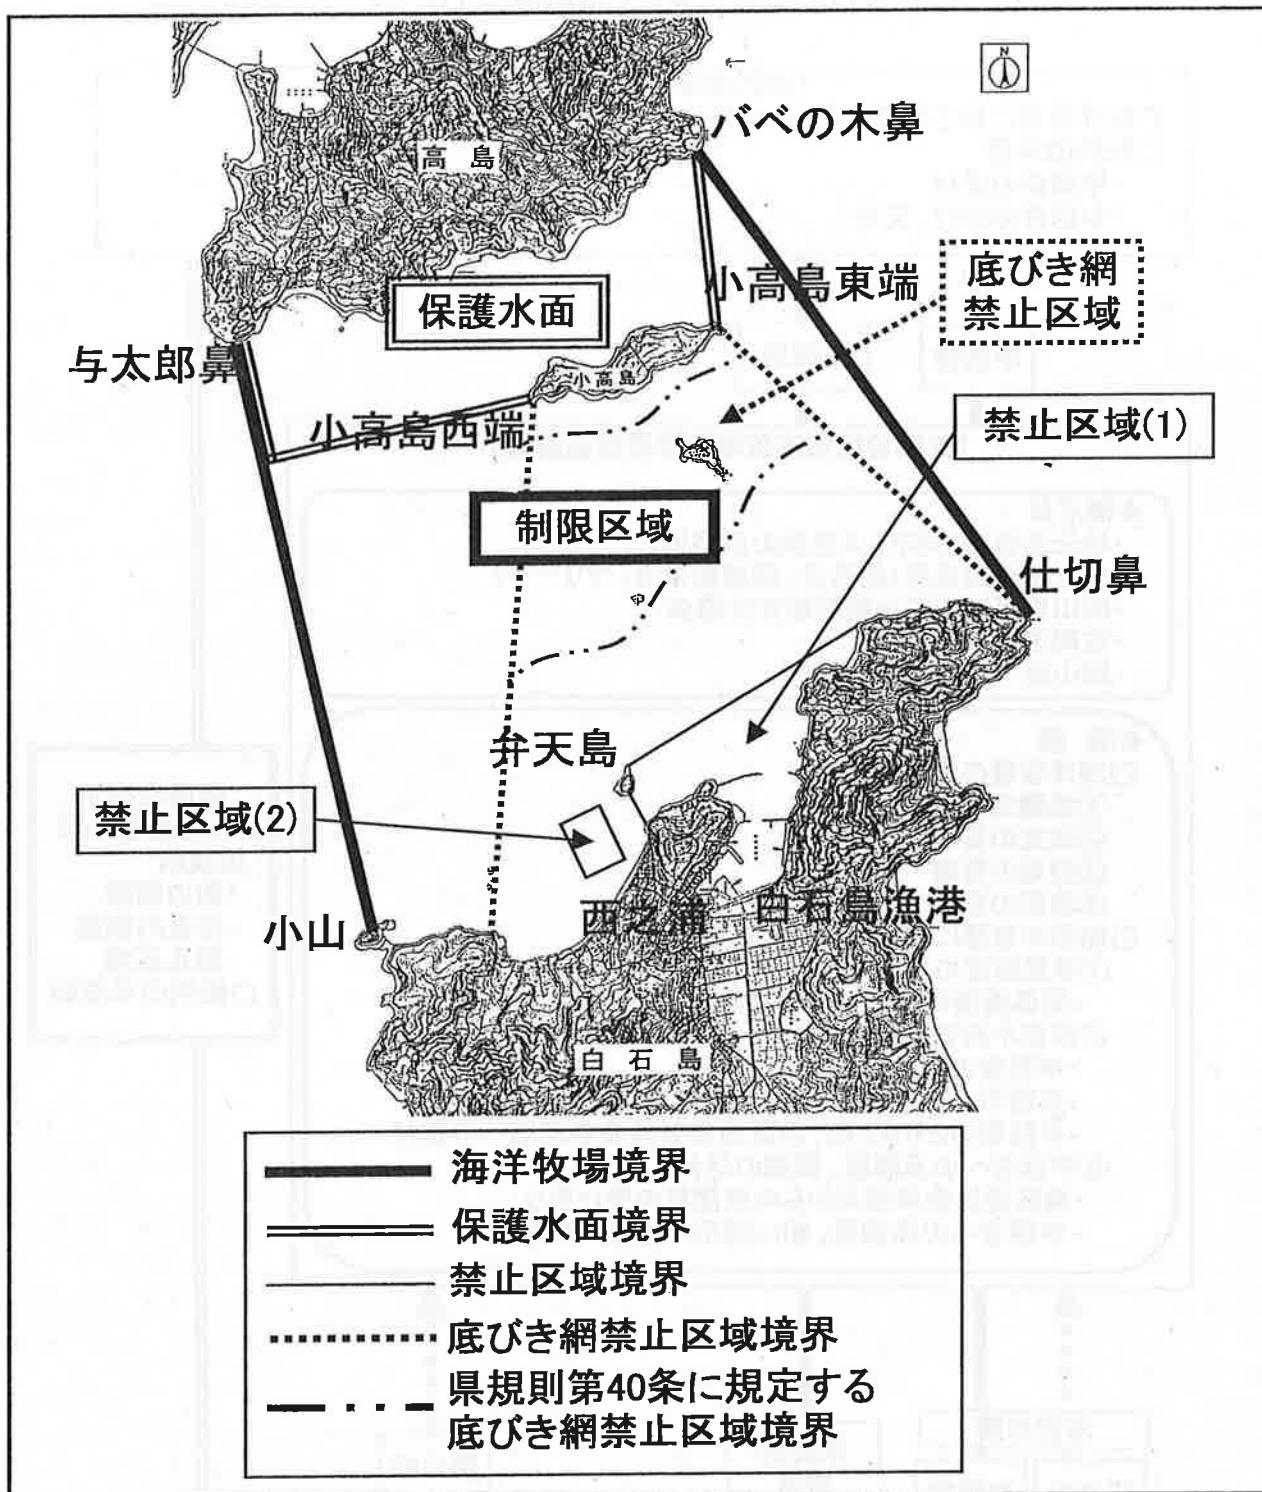 N
バベの木鼻
高島
小高島東端
底びき網
禁止区域
保護水面
与太郎鼻
小高島
小高島西端
禁止区域(1)
制限区域
仕切鼻
弁天島
禁止区域(2)
小山
西之浦
白石島漁港
白石島
海洋牧場境界
保護水面境界
禁止区域境界
底びき網禁止区域境界
県規則第40条に規定する
底びき網禁止区域境界